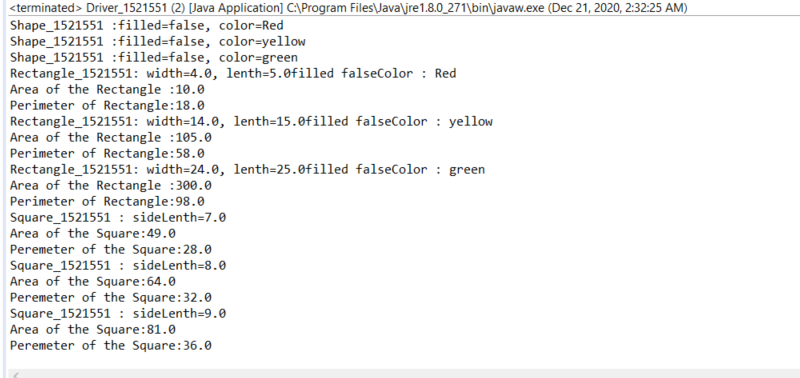 <terminated> Driver_1521551 (2) [Java Application] C:\Program Files\Java\jre1.8.0_271\bin\javaw.exe (Dec 21, 2020, 2:32:25 AM)
Shape_1521551 :filled=false, color=Red
Shape_1521551 :filled=false, color=yellow
Shape_1521551 :filled=false, color=green
Rectangle_1521551: width=4.0, lenth=5.0filled falseColor : Red
Area of the Rectangle :10.0
Perimeter of Rectangle:18.0
Rectangle_1521551: width=14.0, lenth=15.0filled falseColor : yellow
Area of the Rectangle :105.0
Perimeter of Rectangle:58.0
Rectangle_1521551: width=24.0, lenth=25.0filled falseColor : green
Area of the Rectangle :300.0
Perimeter of Rectangle:98.0
Square_1521551 : sideLenth=7.0
Area of the Square:49.0
Peremeter of the Square:28.0
Square_1521551 : sideLenth=8.0
Area of the Square:64.0
Peremeter of the Square:32.0
Square_1521551 : sideLenth=9.0
Area of the Square:81.0
Peremeter of the Square:36.0